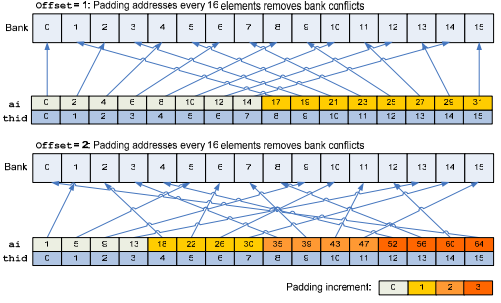 Offset = 1: Padding addresses every 16 elements removes bank conflicts
Bank 0 1 2 3 4 5 6 7 8 9 10 11 12 13 14 15
ai 0 2 4 6 8 10 12 14 17 19 21 23 25 27 29 31
thid 0 1 2 3 4 5 6 7 8 9 10 11 12 13 14 15
Offset = 2: Padding addresses every 16 elements removes bank conflicts
Bank 0 1 2 3 4 5 6 7 8 9 10 11 12 13 14 15
ai 1 5 9 13 18 22 26 30 35 39 43 47 52 56 60 64
thid 0 1 2 3 4 5 6 7 8 9 10 11 12 13 14 15
Padding increment: 0 1 2 3